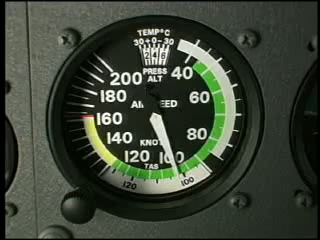 TEMP°C
30+0-30
PRESS
ALT
200
40
180
AIRSPEED
60
160
140
KNOTS
80
120
100
TAS
120
100